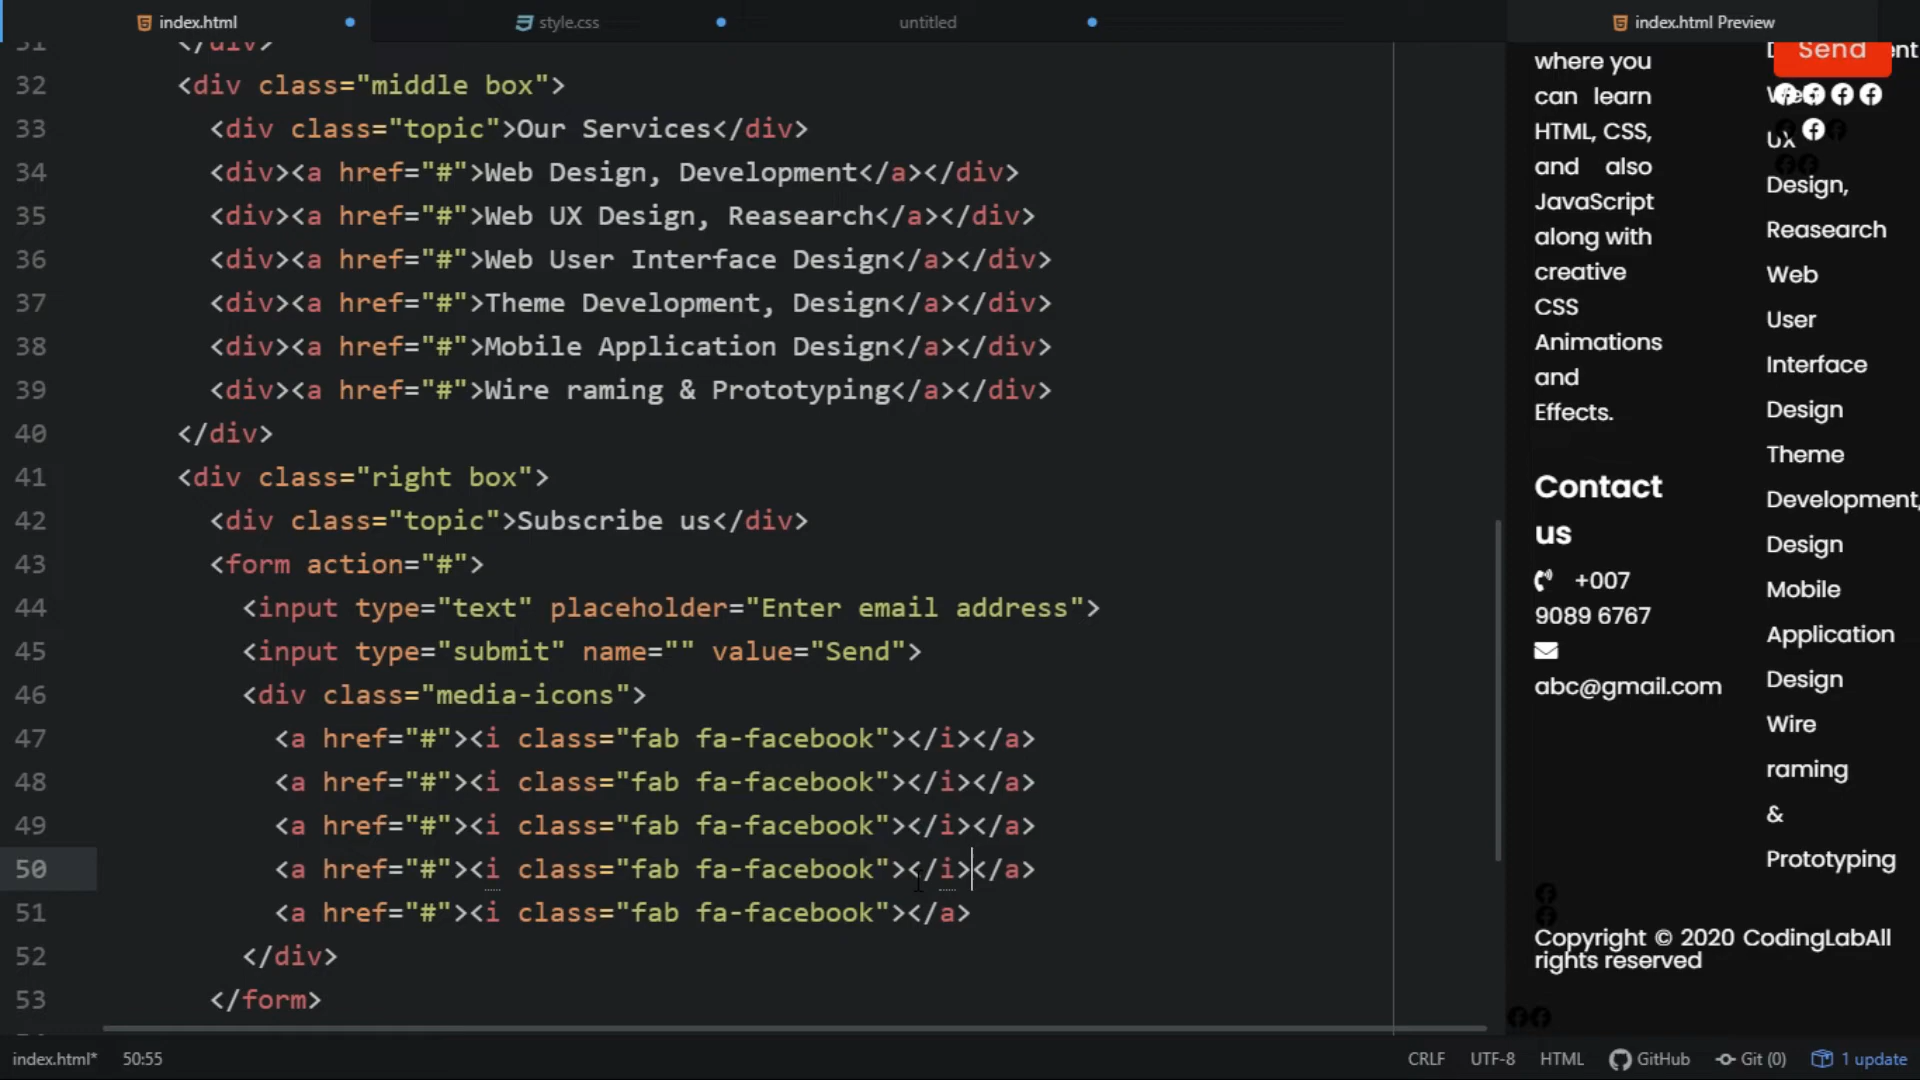 index.html
style.css
untitled
index.html Preview
31 </div>
32 <div class="middle box">
33 <div class="topic">Our Services</div>
34 <div><a href="#">Web Design, Development</a></div>
35 <div><a href="#">Web UX Design, Reasearch</a></div>
36 <div><a href="#">Web User Interface Design</a></div>
37 <div><a href="#">Theme Development, Design</a></div>
38 <div><a href="#">Mobile Application Design</a></div>
39 <div><a href="#">Wire raming & Prototyping</a></div>
40 </div>
41 <div class="right box">
42 <div class="topic">Subscribe us</div>
43 <form action="#">
44 <input type="text" placeholder="Enter email address">
45 <input type="submit" name="" value="Send">
46 <div class="media-icons">
47 <a href="#"><i class="fab fa-facebook"></i></a>
48 <a href="#"><i class="fab fa-facebook"></i></a>
49 <a href="#"><i class="fab fa-facebook"></i></a>
50 <a href="#"><i class="fab fa-facebook"></i></a>
51 <a href="#"><i class="fab fa-facebook"></a>
52 </div>
53 </form>
where you
can learn
HTML, CSS,
and also
JavaScript
along with
creative
CSS
Animations
and
Effects.
Contact
us
+007
9089 6767
abc@gmail.com
Send
Web
UX
Design,
Reasearch
Web
User
Interface
Design
Theme
Development,
Design
Mobile
Application
Design
Wire
raming
&
Prototyping
Copyright © 2020 CodingLabAll
rights reserved
index.html* 50:55
CRLF UTF-8 HTML GitHub Git (0) 1 update